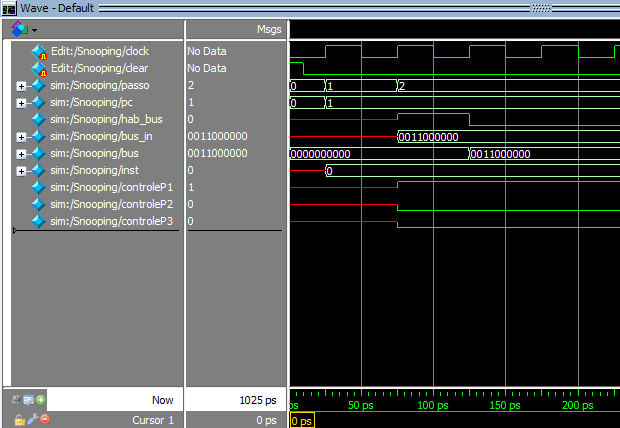 Wave - Default
Msgs
Edit:/Snooping/clock No Data
Edit:/Snooping/clear No Data
sim:/Snooping/passo 2 0 1 2
sim:/Snooping/pc 1 0 1
sim:/Snooping/hab_bus 0
sim:/Snooping/bus_in 0011000000 0011000000
sim:/Snooping/bus 0011000000 0000000000 0011000000
sim:/Snooping/inst 0 0
sim:/Snooping/controleP1 1
sim:/Snooping/controleP2 0
sim:/Snooping/controleP3 0
Now 1025 ps ps 50 ps 100 ps 150 ps 200 ps
Cursor 1 0 ps 0 ps